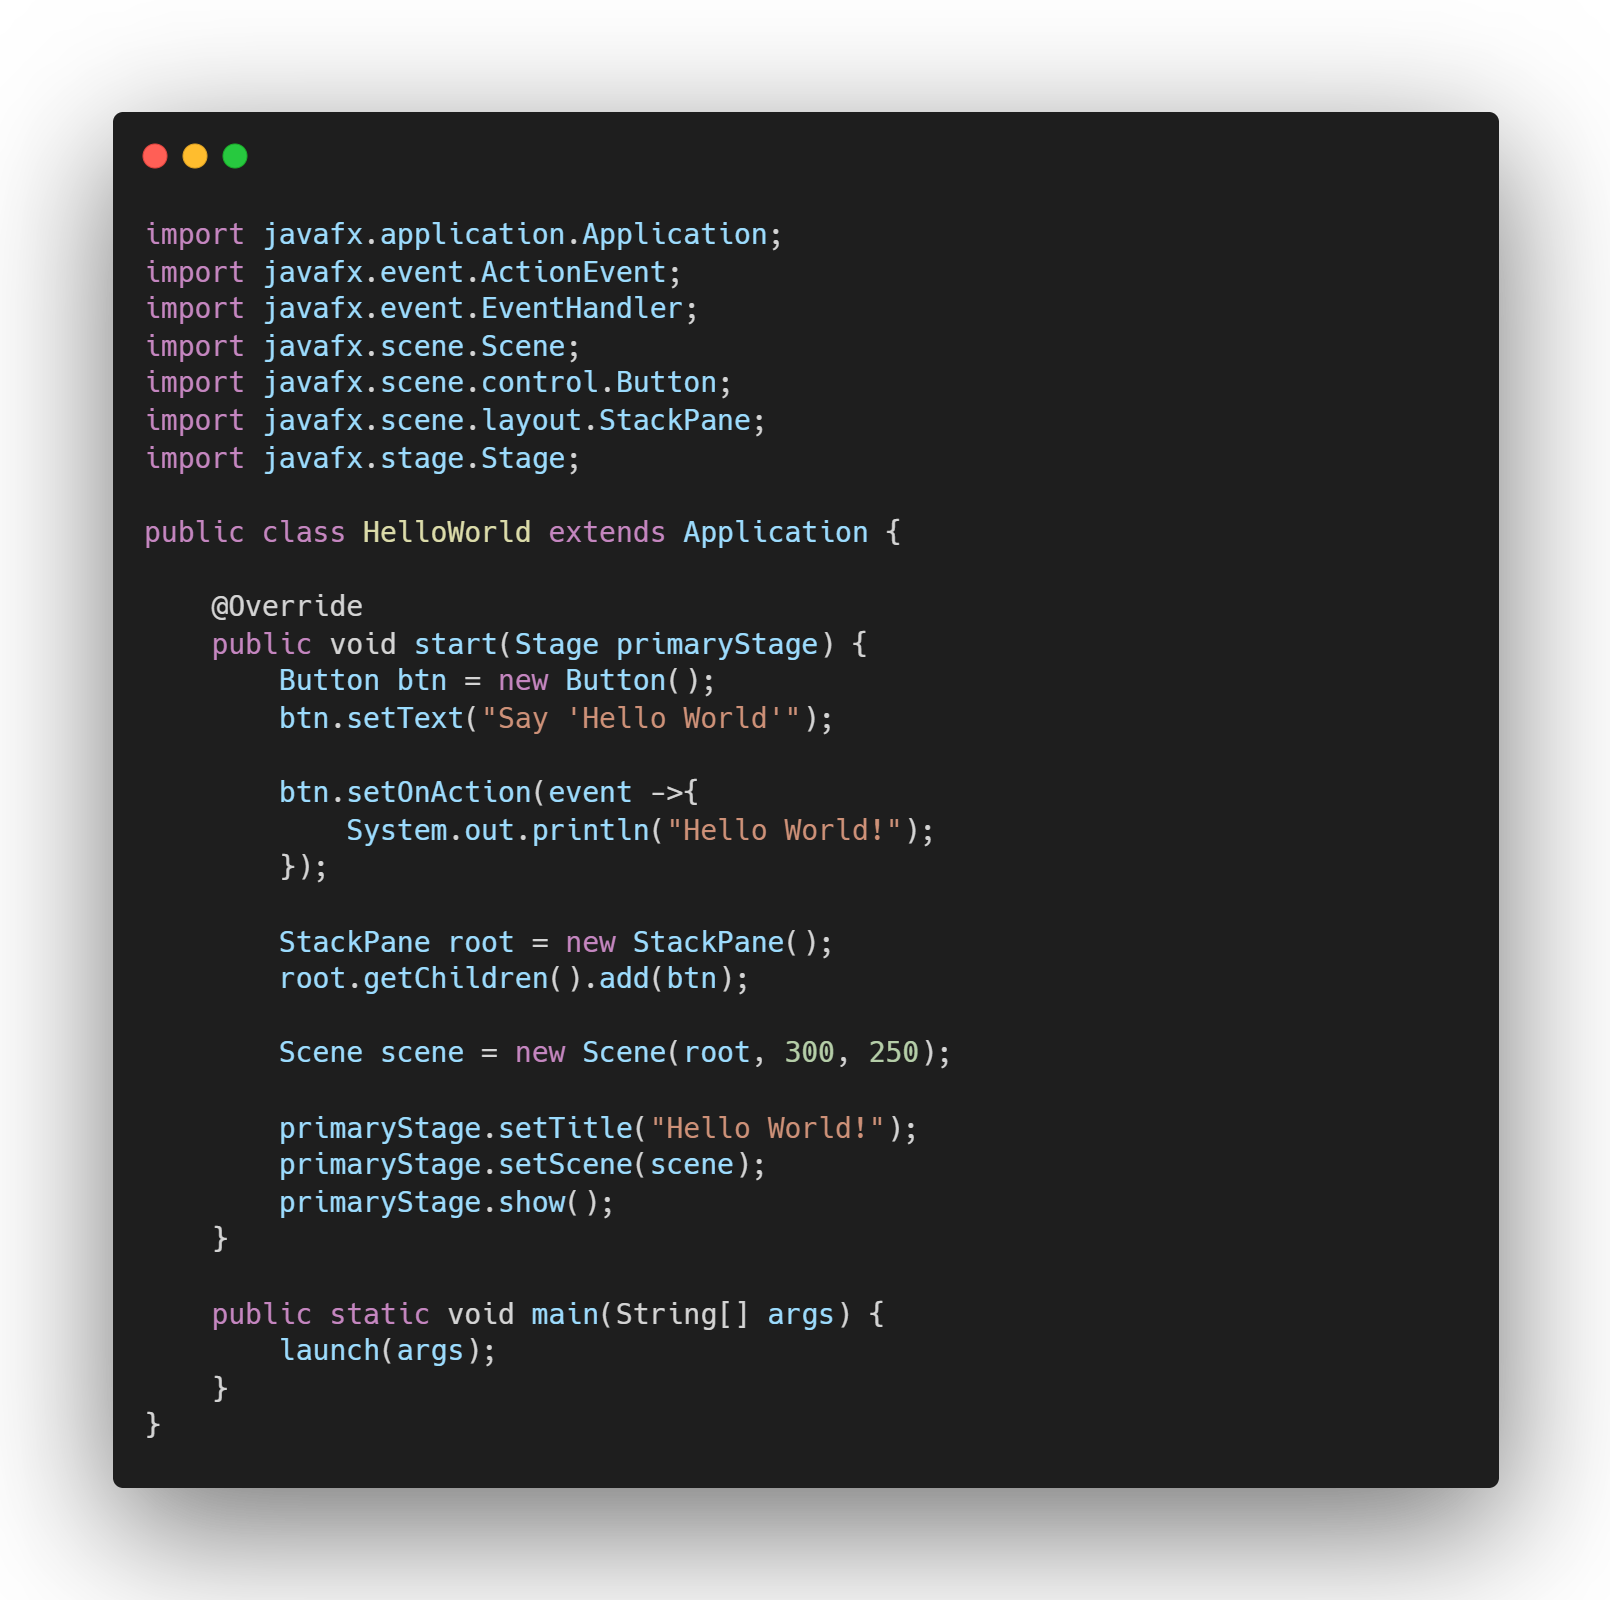 import javafx.application.Application;
import javafx.event.ActionEvent;
import javafx.event.EventHandler;
import javafx.scene.Scene;
import javafx.scene.control.Button;
import javafx.scene.layout.StackPane;
import javafx.stage.Stage;

public class HelloWorld extends Application {

    @Override
    public void start(Stage primaryStage) {
        Button btn = new Button();
        btn.setText("Say 'Hello World'");

        btn.setOnAction(event ->{
            System.out.println("Hello World!");
        });

        StackPane root = new StackPane();
        root.getChildren().add(btn);

        Scene scene = new Scene(root, 300, 250);

        primaryStage.setTitle("Hello World!");
        primaryStage.setScene(scene);
        primaryStage.show();
    }

    public static void main(String[] args) {
        launch(args);
    }
}